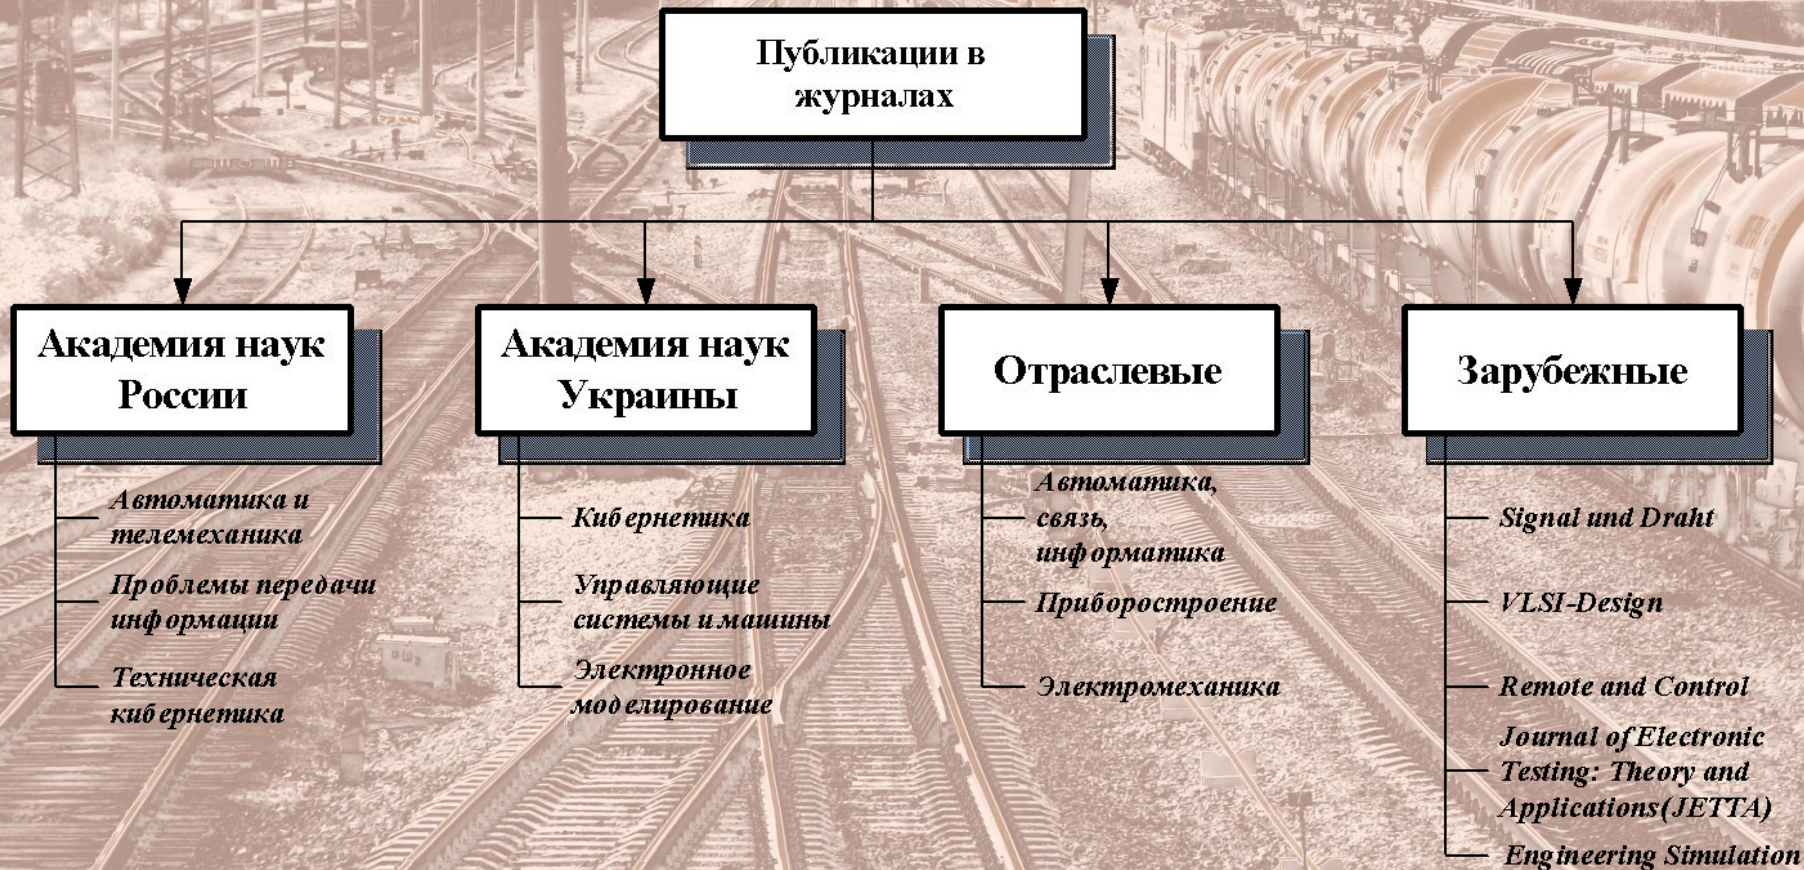 Публикации в
журналах
Академия наук
России
Автоматика и
телемеханика
Проблемы передачи
информации
Техническая
кибернетика
Академия наук
Украины
Кибернетика
Управляющие
системы и машины
Электронное
моделирование
Отраслевые
Автоматика,
связь,
информатика
Приборостроение
Электромеханика
Зарубежные
Signal und Draht
VLSI-Design
Remote and Control
Journal of Electronic
Testing: Theory and
Applications(JETTA)
Engineering Simulation